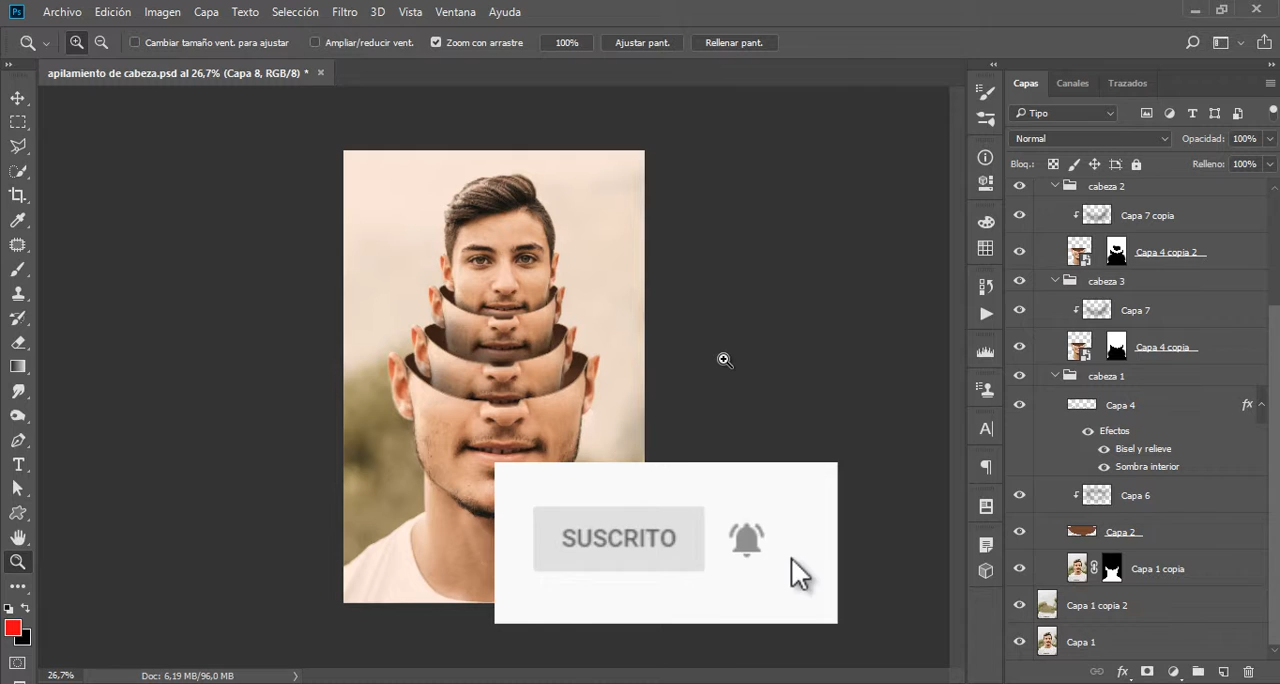 Ps Archivo Edición Imagen Capa Texto Selección Filtro 3D Vista Ventana Ayuda
Cambiar tamaño vent. para ajustar Ampliar/reducir vent. Zoom con arrastre 100% Ajustar pant. Rellenar pant.
apilamiento de cabeza.psd al 26,7% (Capa 8, RGB/8) *
Capas Canales Trazados
Tipo
Normal Opacidad: 100%
Bloq.: Relleno: 100%
cabeza 2
Capa 7 copia
Capa 4 copia 2
cabeza 3
Capa 7
Capa 4 copia
cabeza 1
Capa 4 fx
Efectos
Bisel y relieve
Sombra interior
Capa 6
Capa 2
Capa 1 copia
Capa 1 copia 2
Capa 1
SUSCRITO
26,7% Doc: 6,19 MB/96,0 MB
fx